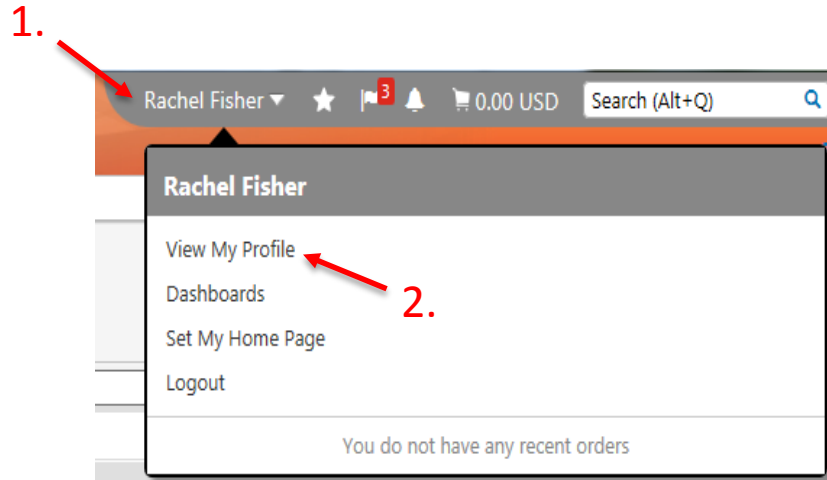 1.
Rachel Fisher 3 0.00 USD Search (Alt+Q)
Rachel Fisher
View My Profile
2.
Dashboards
Set My Home Page
Logout
You do not have any recent orders